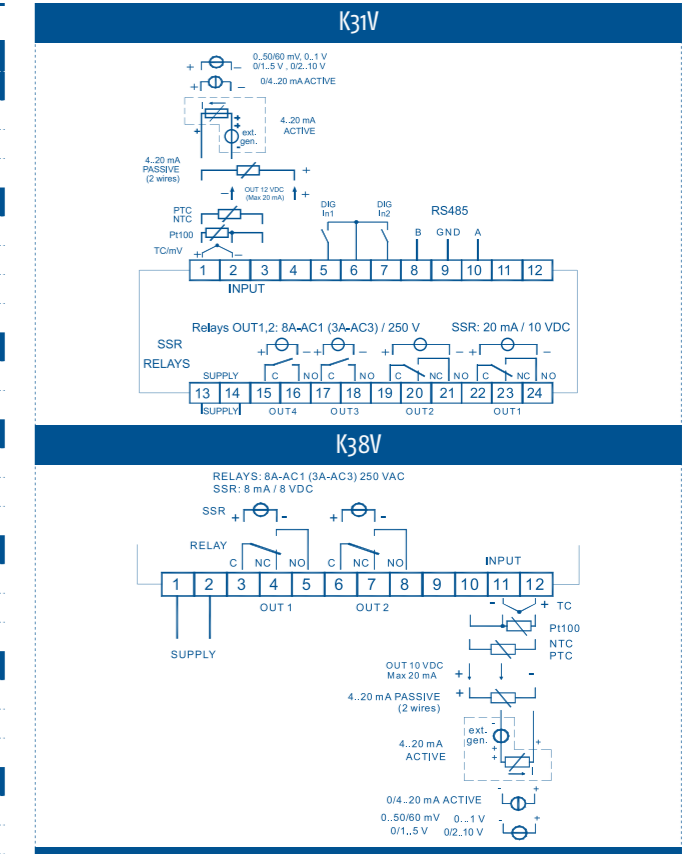 K31V
0..50/60 mV, 0..1 V
0/1..5 V , 0/2..10 V
+ −
0/4..20 mA ACTIVE
+ −
I
+
+
+
ext.
gen.
-
4..20 mA
ACTIVE
4..20 mA
PASSIVE
(2 wires)
+
− OUT 12 VDC +
(Max 20 mA)
PTC
NTC
Pt100
TC/mV
+ −
DIG
In1
DIG
In2
RS485
B GND A
1 2 3 4 5 6 7 8 9 10 11 12
INPUT
Relays OUT1,2: 8A-AC1 (3A-AC3) / 250 V SSR: 20 mA / 10 VDC
SSR
+ − + − + − + −
RELAYS
SUPPLY C NO C NO C NC NO C NC NO
13 14 15 16 17 18 19 20 21 22 23 24
SUPPLY OUT4 OUT3 OUT2 OUT1
K38V
RELAYS: 8A-AC1 (3A-AC3) 250 VAC
SSR: 8 mA / 8 VDC
SSR + - + -
RELAY
C NC NO C NC NO
INPUT
1 2 3 4 5 6 7 8 9 10 11 12
OUT 1 OUT 2
SUPPLY
- + TC
Pt100
NTC
PTC
OUT 10 VDC
Max 20 mA
+ -
4..20 mA PASSIVE
(2 wires)
+
-
ext.
gen.
+
+
+
I
4..20 mA
ACTIVE
0/4..20 mA ACTIVE
- +
0..50/60 mV 0...1 V
0/1..5 V 0/2..10 V
- +